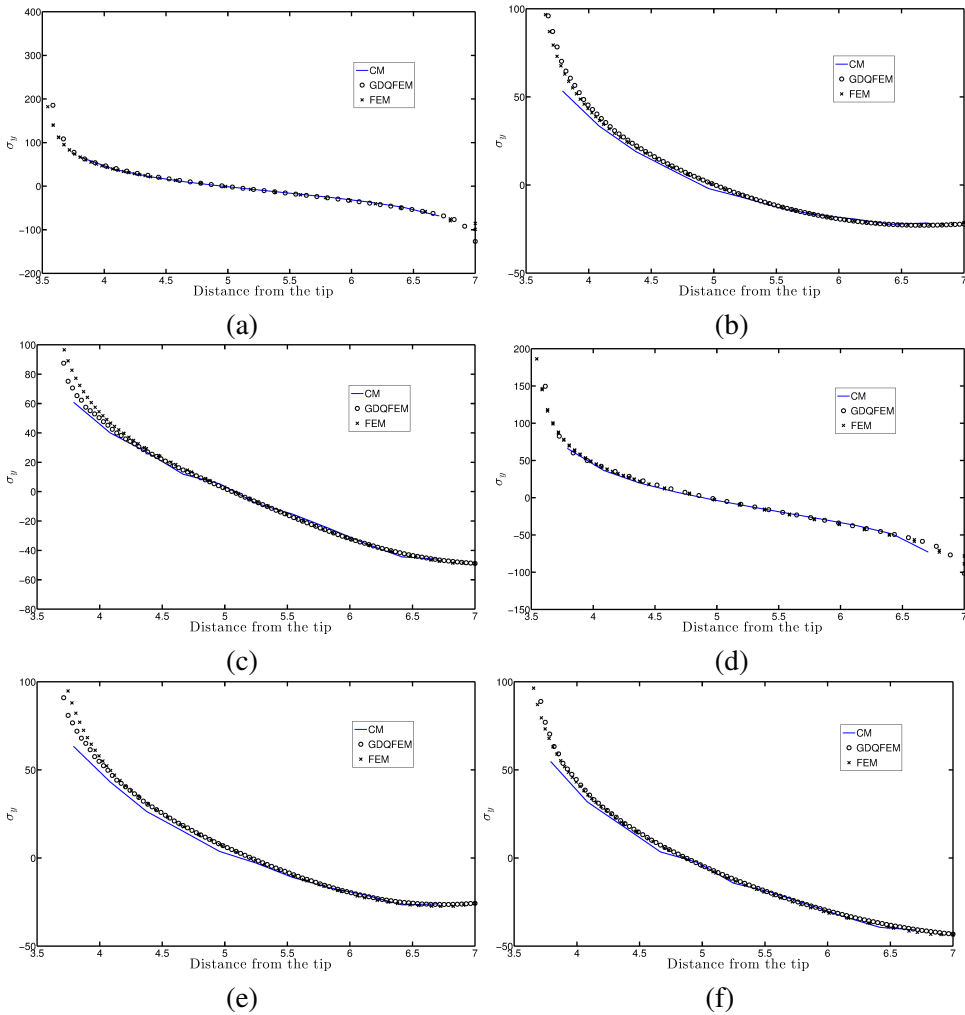 400
300
200
100
0
−100
−200
σy
3.5 4 4.5 5 5.5 6 6.5 7
Distance from the tip
CM
GDQFEM
FEM
(a)
100
50
0
−50
σy
3.5 4 4.5 5 5.5 6 6.5 7
Distance from the tip
CM
GDQFEM
FEM
(b)
100
80
60
40
20
0
−20
−40
−60
−80
σy
3.5 4 4.5 5 5.5 6 6.5 7
Distance from the tip
CM
GDQFEM
FEM
(c)
200
150
100
50
0
−50
−100
−150
σy
3.5 4 4.5 5 5.5 6 6.5 7
Distance from the tip
CM
GDQFEM
FEM
(d)
100
50
0
−50
σy
3.5 4 4.5 5 5.5 6 6.5 7
Distance from the tip
CM
GDQFEM
FEM
(e)
100
50
0
−50
σy
3.5 4 4.5 5 5.5 6 6.5 7
Distance from the tip
CM
GDQFEM
FEM
(f)